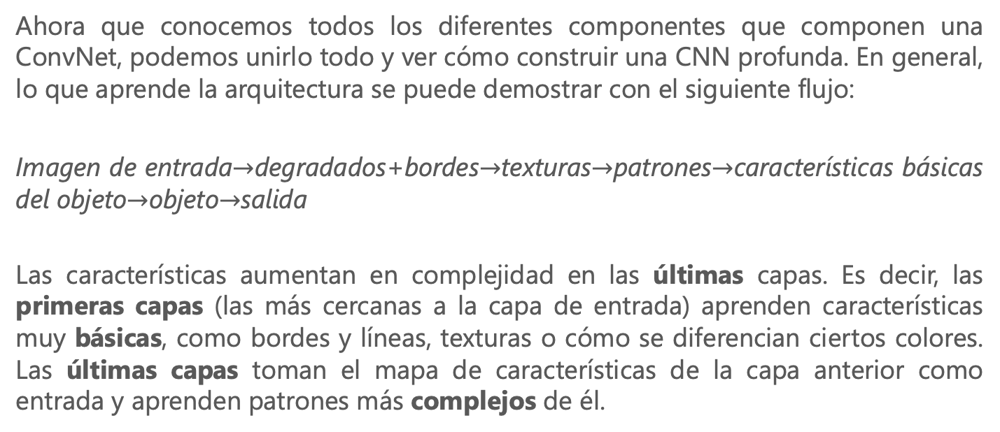 Ahora que conocemos todos los diferentes componentes que componen una
ConvNet, podemos unirlo todo y ver cómo construir una CNN profunda. En general,
lo que aprende la arquitectura se puede demostrar con el siguiente flujo:
Imagen de entrada→degradados+bordes→texturas→patrones→características básicas
del objeto→objeto→salida
Las características aumentan en complejidad en las últimas capas. Es decir, las
primeras capas (las más cercanas a la capa de entrada) aprenden características
muy básicas, como bordes y líneas, texturas o cómo se diferencian ciertos colores.
Las últimas capas toman el mapa de características de la capa anterior como
entrada y aprenden patrones más complejos de él.